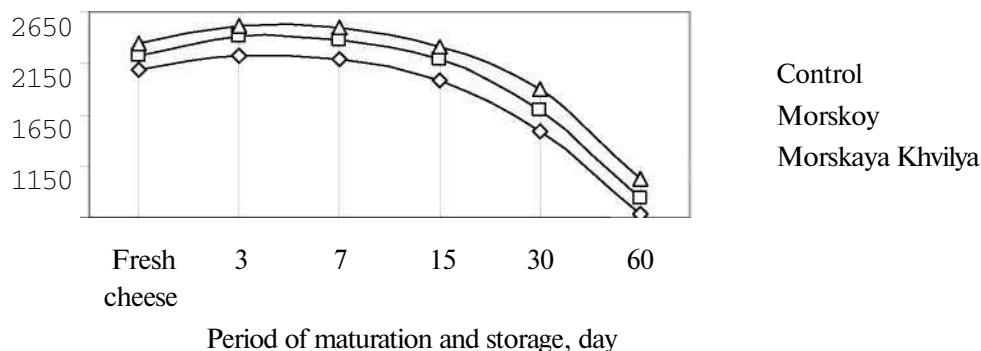 2650
2150
1650
1150
Control
Morskoy
Morskaya Khvilya
Fresh cheese
3
7
15
30
60
Period of maturation and storage, day